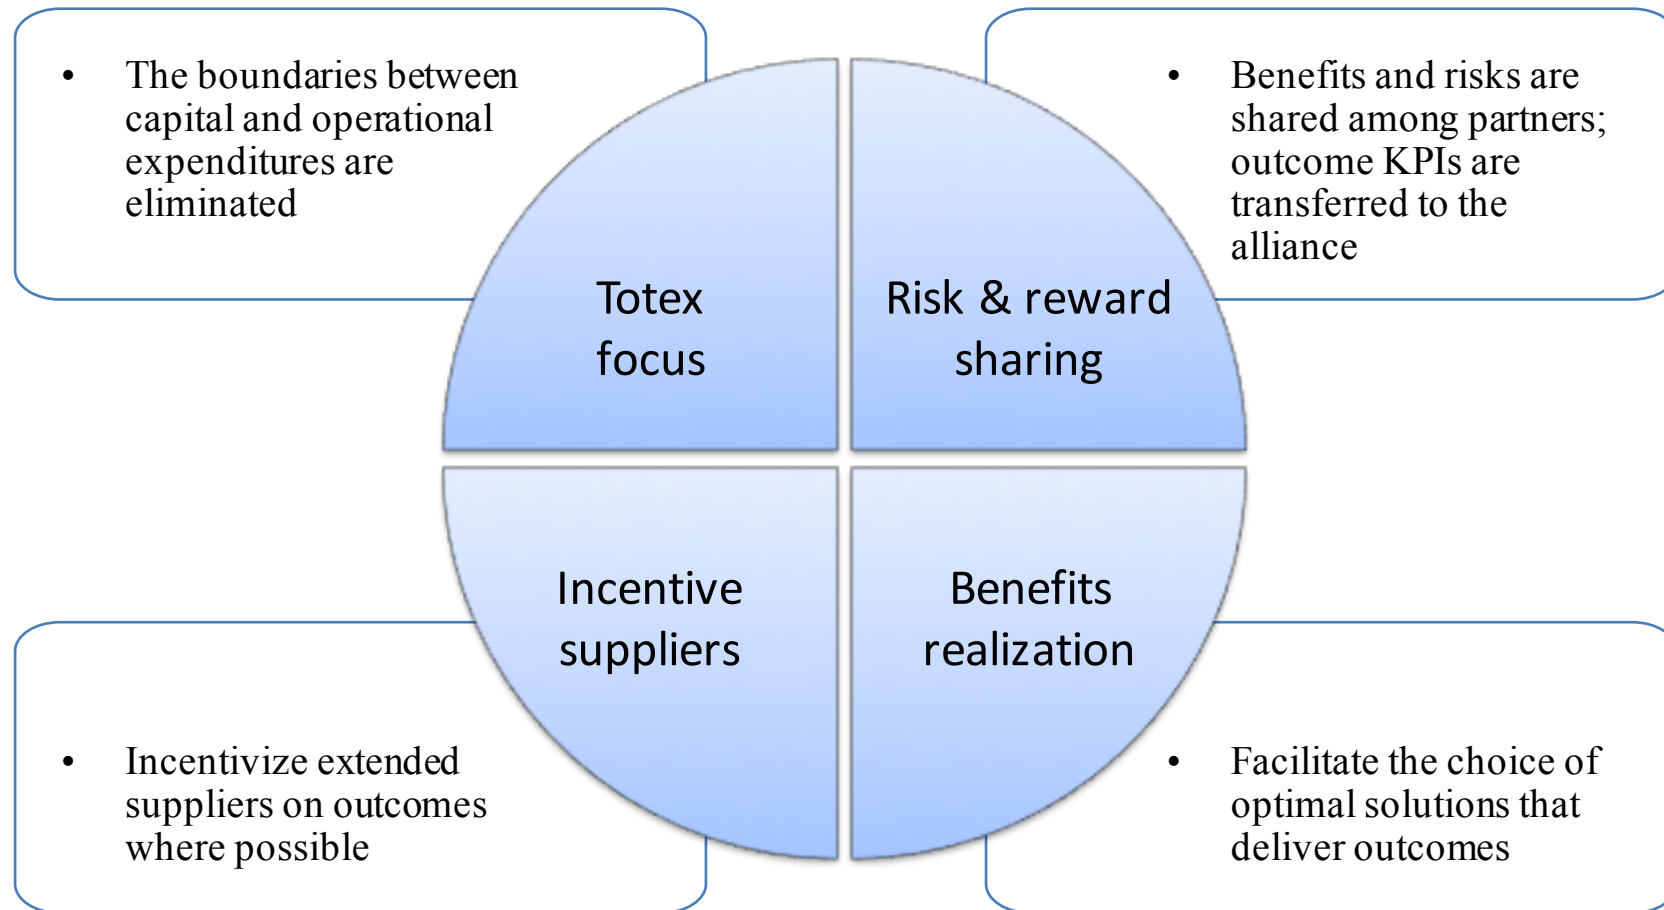 • The boundaries between
capital and operational
expenditures are
eliminated
• Benefits and risks are
shared among partners;
outcome KPIs are
transferred to the
alliance
Totex
focus
Risk & reward
sharing
Incentive
suppliers
Benefits
realization
• Incentivize extended
suppliers on outcomes
where possible
• Facilitate the choice of
optimal solutions that
deliver outcomes